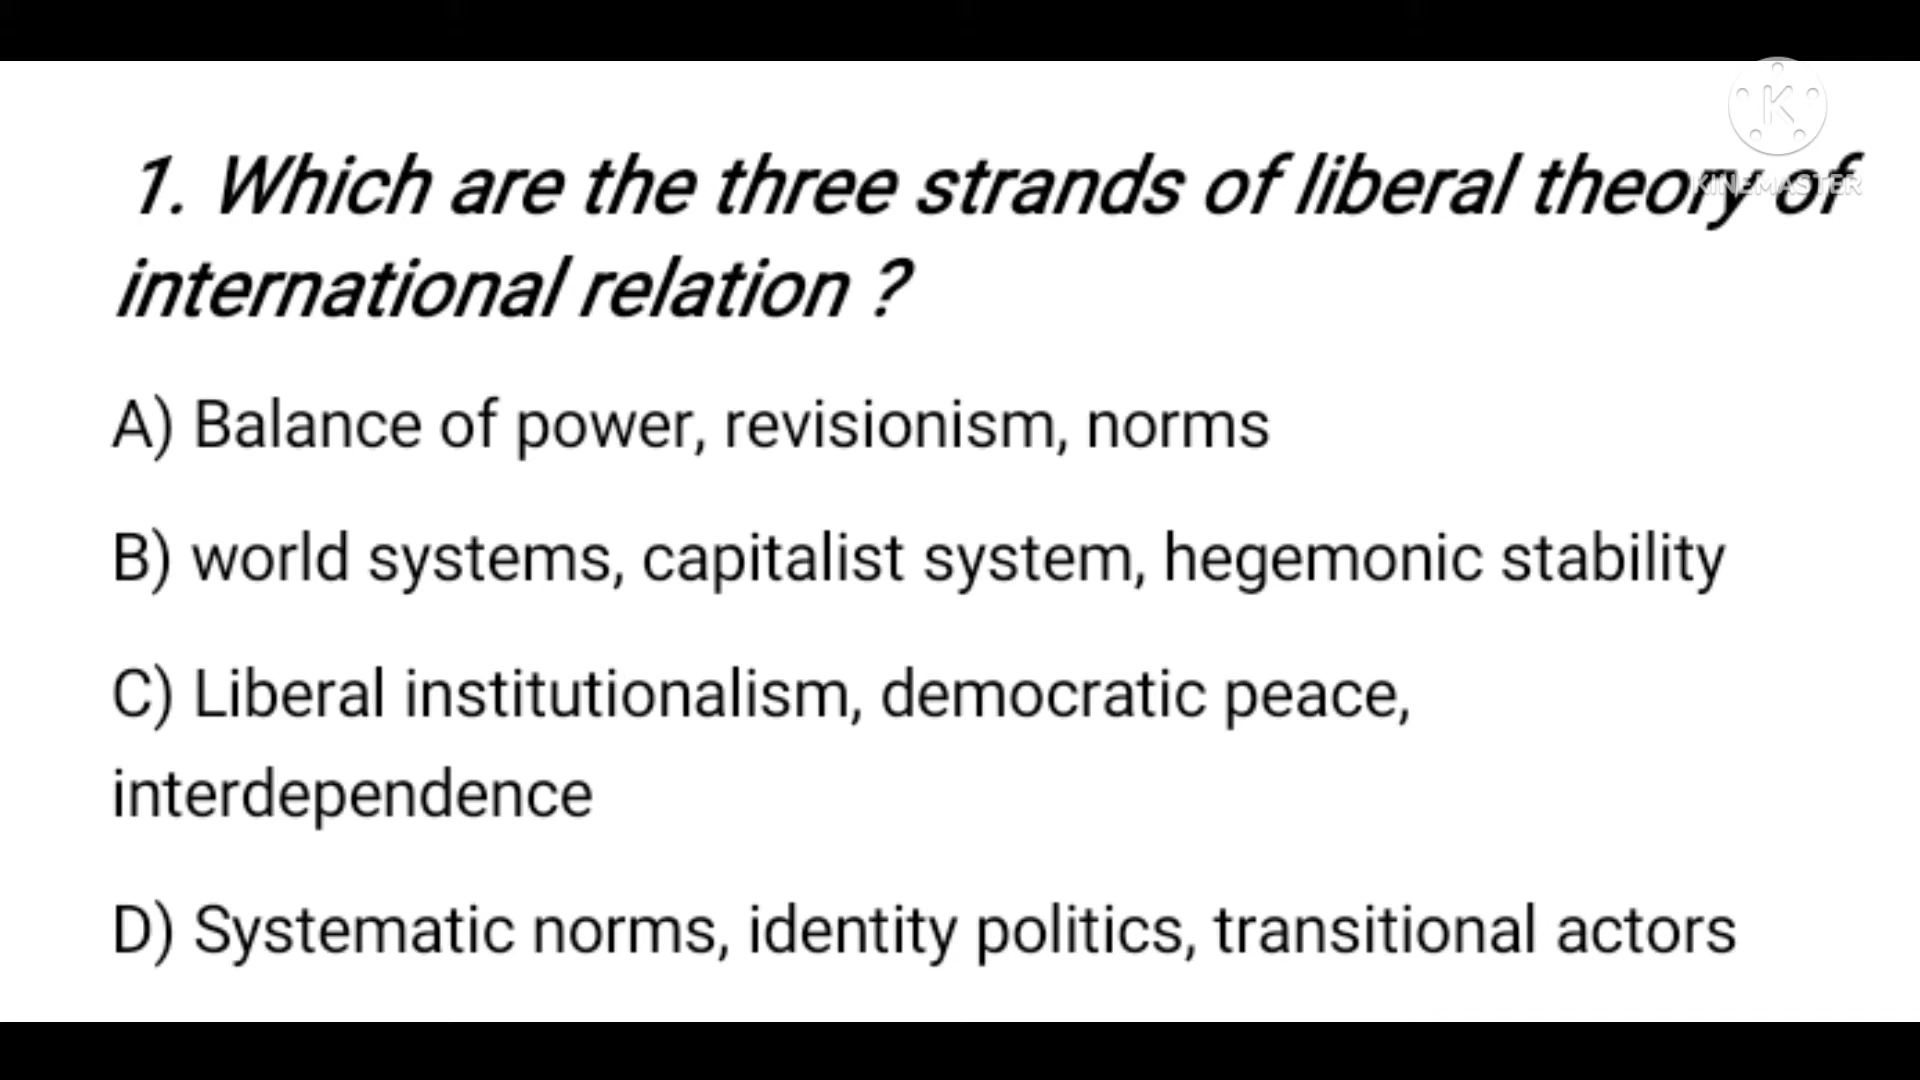 KINEMASTER
1. Which are the three strands of liberal theory of
international relation ?
A) Balance of power, revisionism, norms
B) world systems, capitalist system, hegemonic stability
C) Liberal institutionalism, democratic peace,
interdependence
D) Systematic norms, identity politics, transitional actors